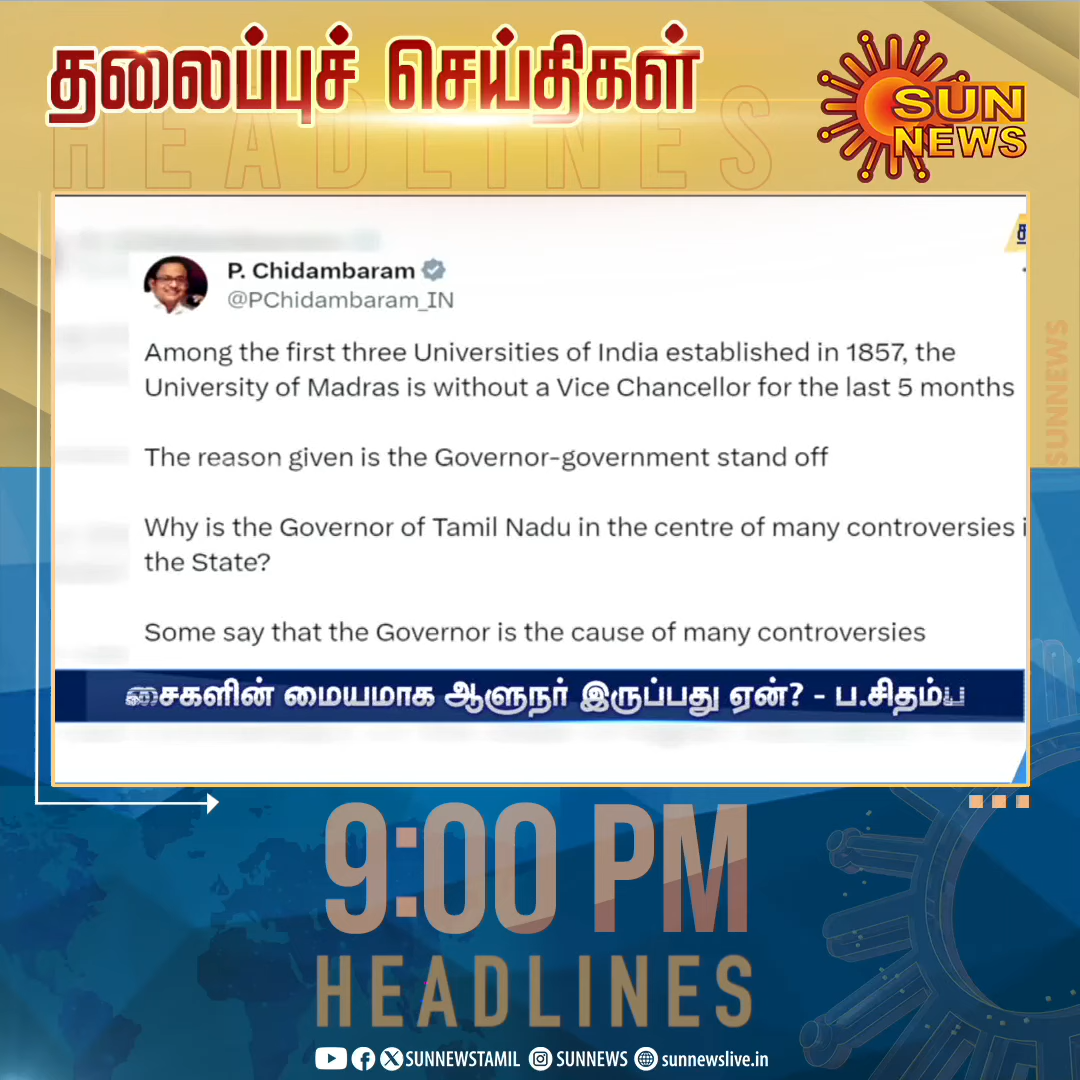 தலைப்புச் செய்திகள்
HEADLINES
SUN
NEWS
P. Chidambaram
@PChidambaram_IN
SUNNEWS
Among the first three Universities of India established in 1857, the
University of Madras is without a Vice Chancellor for the last 5 months
The reason given is the Governor-government stand off
Why is the Governor of Tamil Nadu in the centre of many controversies i
the State?
Some say that the Governor is the cause of many controversies
மையமாக ஆளுநர் இருப்பது ஏன்? - ப.சிதம்ப
9:00 PM
HEADLINES
SUNNEWSTAMIL SUNNEWS sunnewslive.in